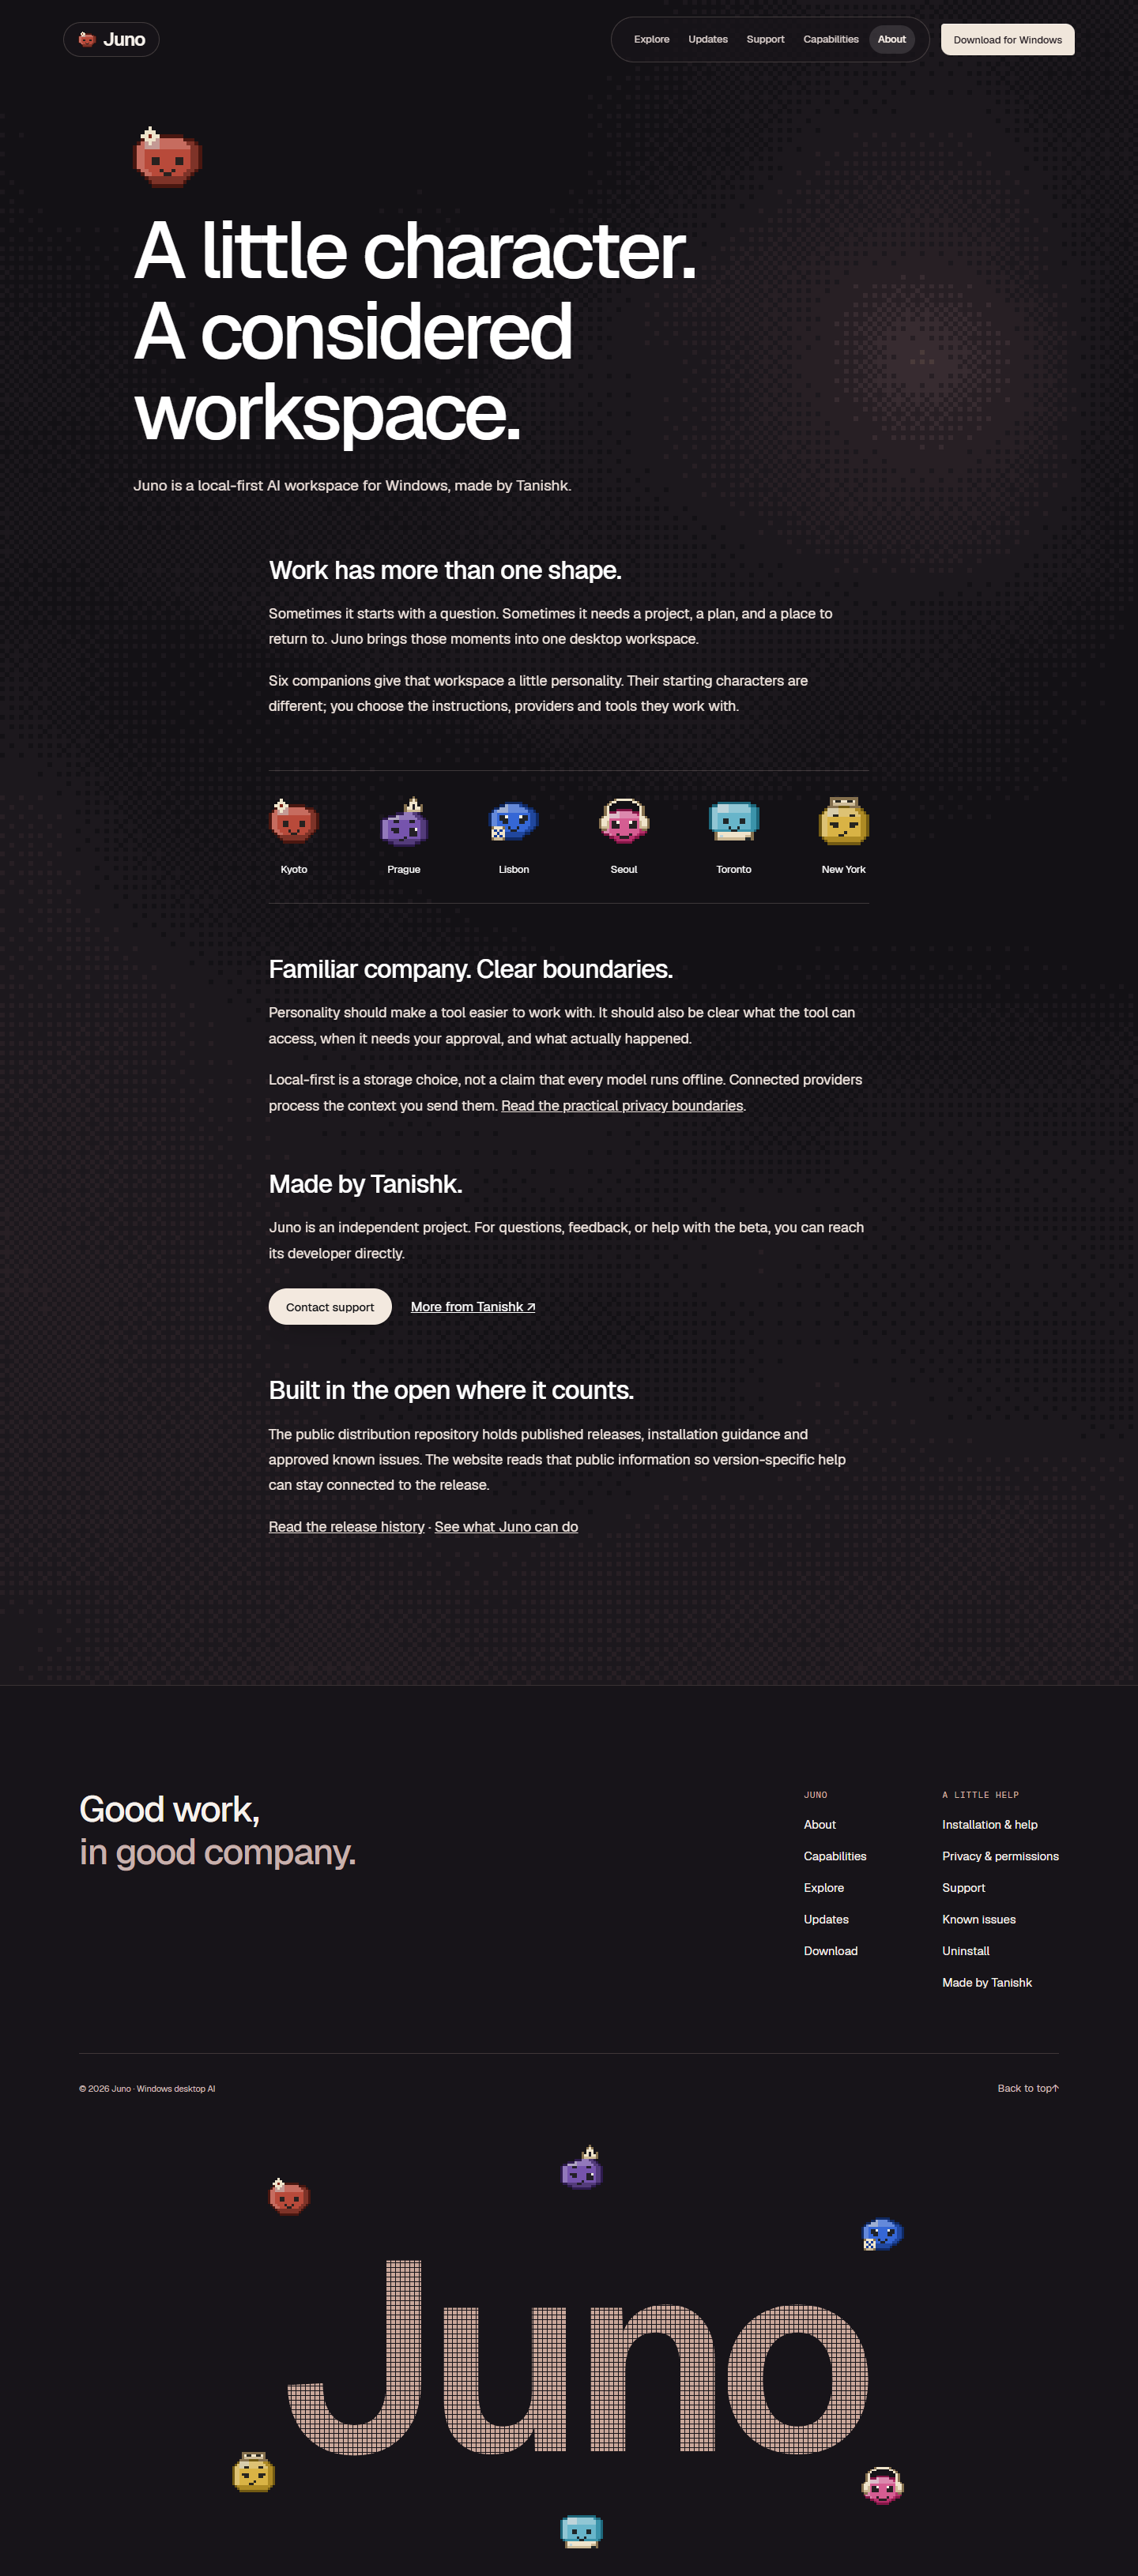 Juno
Explore Updates Support Capabilities About
Download for Windows
A little character.
A considered
workspace.
Juno is a local-first AI workspace for Windows, made by Tanishk.
Work has more than one shape.
Sometimes it starts with a question. Sometimes it needs a project, a plan, and a place to
return to. Juno brings those moments into one desktop workspace.
Six companions give that workspace a little personality. Their starting characters are
different; you choose the instructions, providers and tools they work with.
Kyoto Prague Lisbon Seoul Toronto New York
Familiar company. Clear boundaries.
Personality should make a tool easier to work with. It should also be clear what the tool can
access, when it needs your approval, and what actually happened.
Local-first is a storage choice, not a claim that every model runs offline. Connected providers
process the context you send them. Read the practical privacy boundaries.
Made by Tanishk.
Juno is an independent project. For questions, feedback, or help with the beta, you can reach
its developer directly.
Contact support More from Tanishk ↗
Built in the open where it counts.
The public distribution repository holds published releases, installation guidance and
approved known issues. The website reads that public information so version-specific help
can stay connected to the release.
Read the release history · See what Juno can do
Good work,
in good company.
JUNO
About
Capabilities
Explore
Updates
Download
A LITTLE HELP
Installation & help
Privacy & permissions
Support
Known issues
Uninstall
Made by Tanishk
© 2026 Juno · Windows desktop AI
Back to top↑
Juno